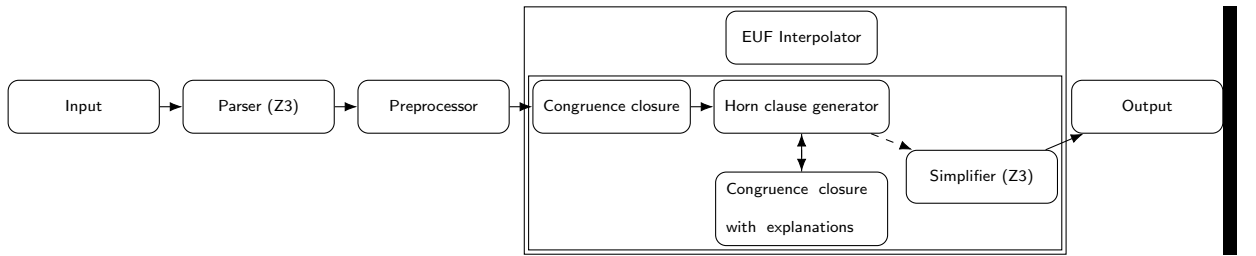 EUF Interpolator
Input
Parser (Z3)
Preprocessor
Congruence closure
Horn clause generator
Output
Simplifier (Z3)
Congruence closure
with explanations